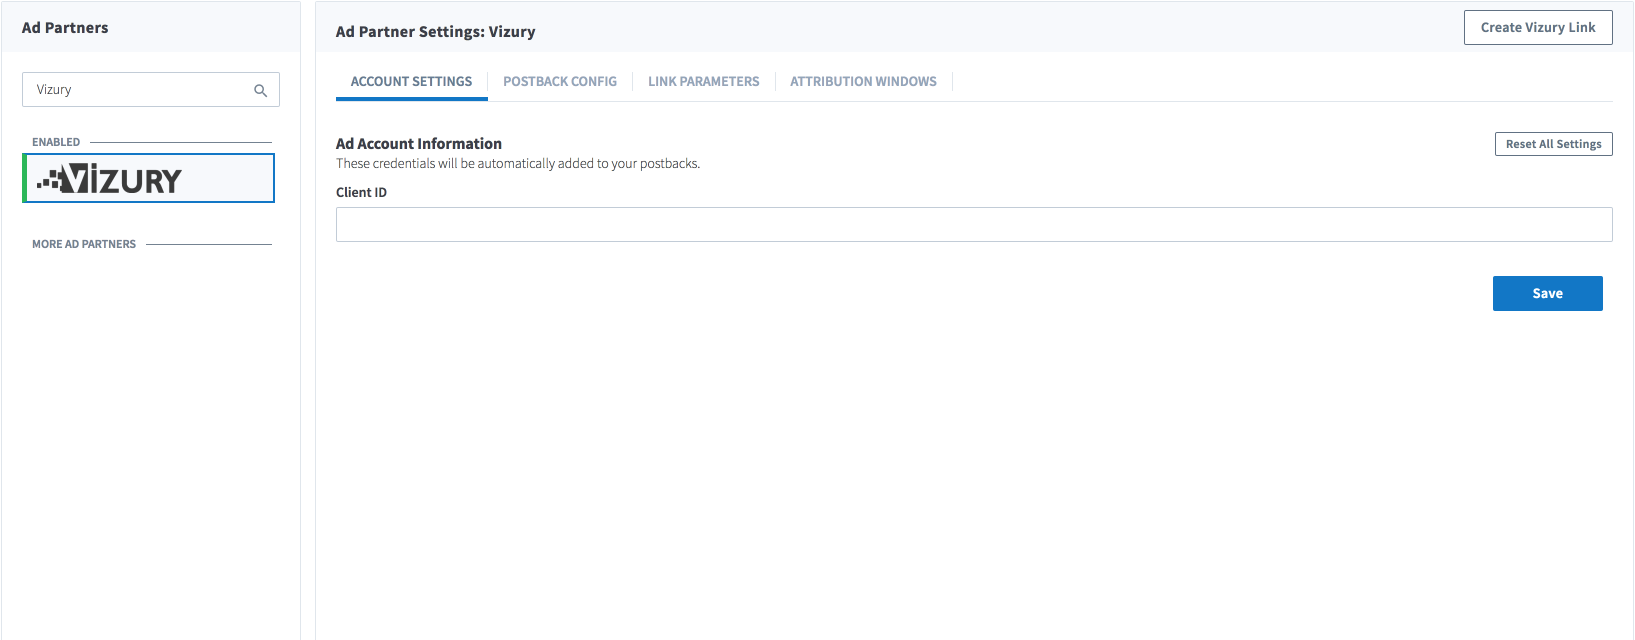 Ad Partners
Vizury
ENABLED
VİZURY
MORE AD PARTNERS
Ad Partner Settings: Vizury
Create Vizury Link
ACCOUNT SETTINGS
POSTBACK CONFIG
LINK PARAMETERS
ATTRIBUTION WINDOWS
Ad Account Information
Reset All Settings
These credentials will be automatically added to your postbacks.
Client ID
Save